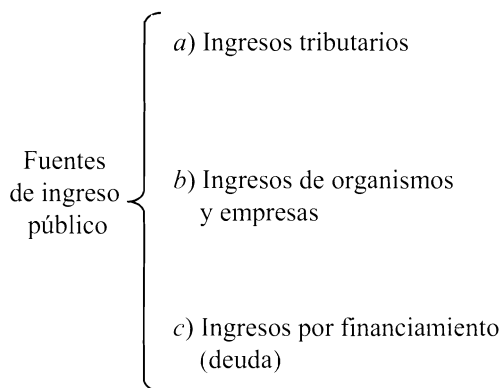 Fuentes
de ingreso
público
a) Ingresos tributarios
b) Ingresos de organismos
y empresas
c) Ingresos por financiamiento
(deuda)